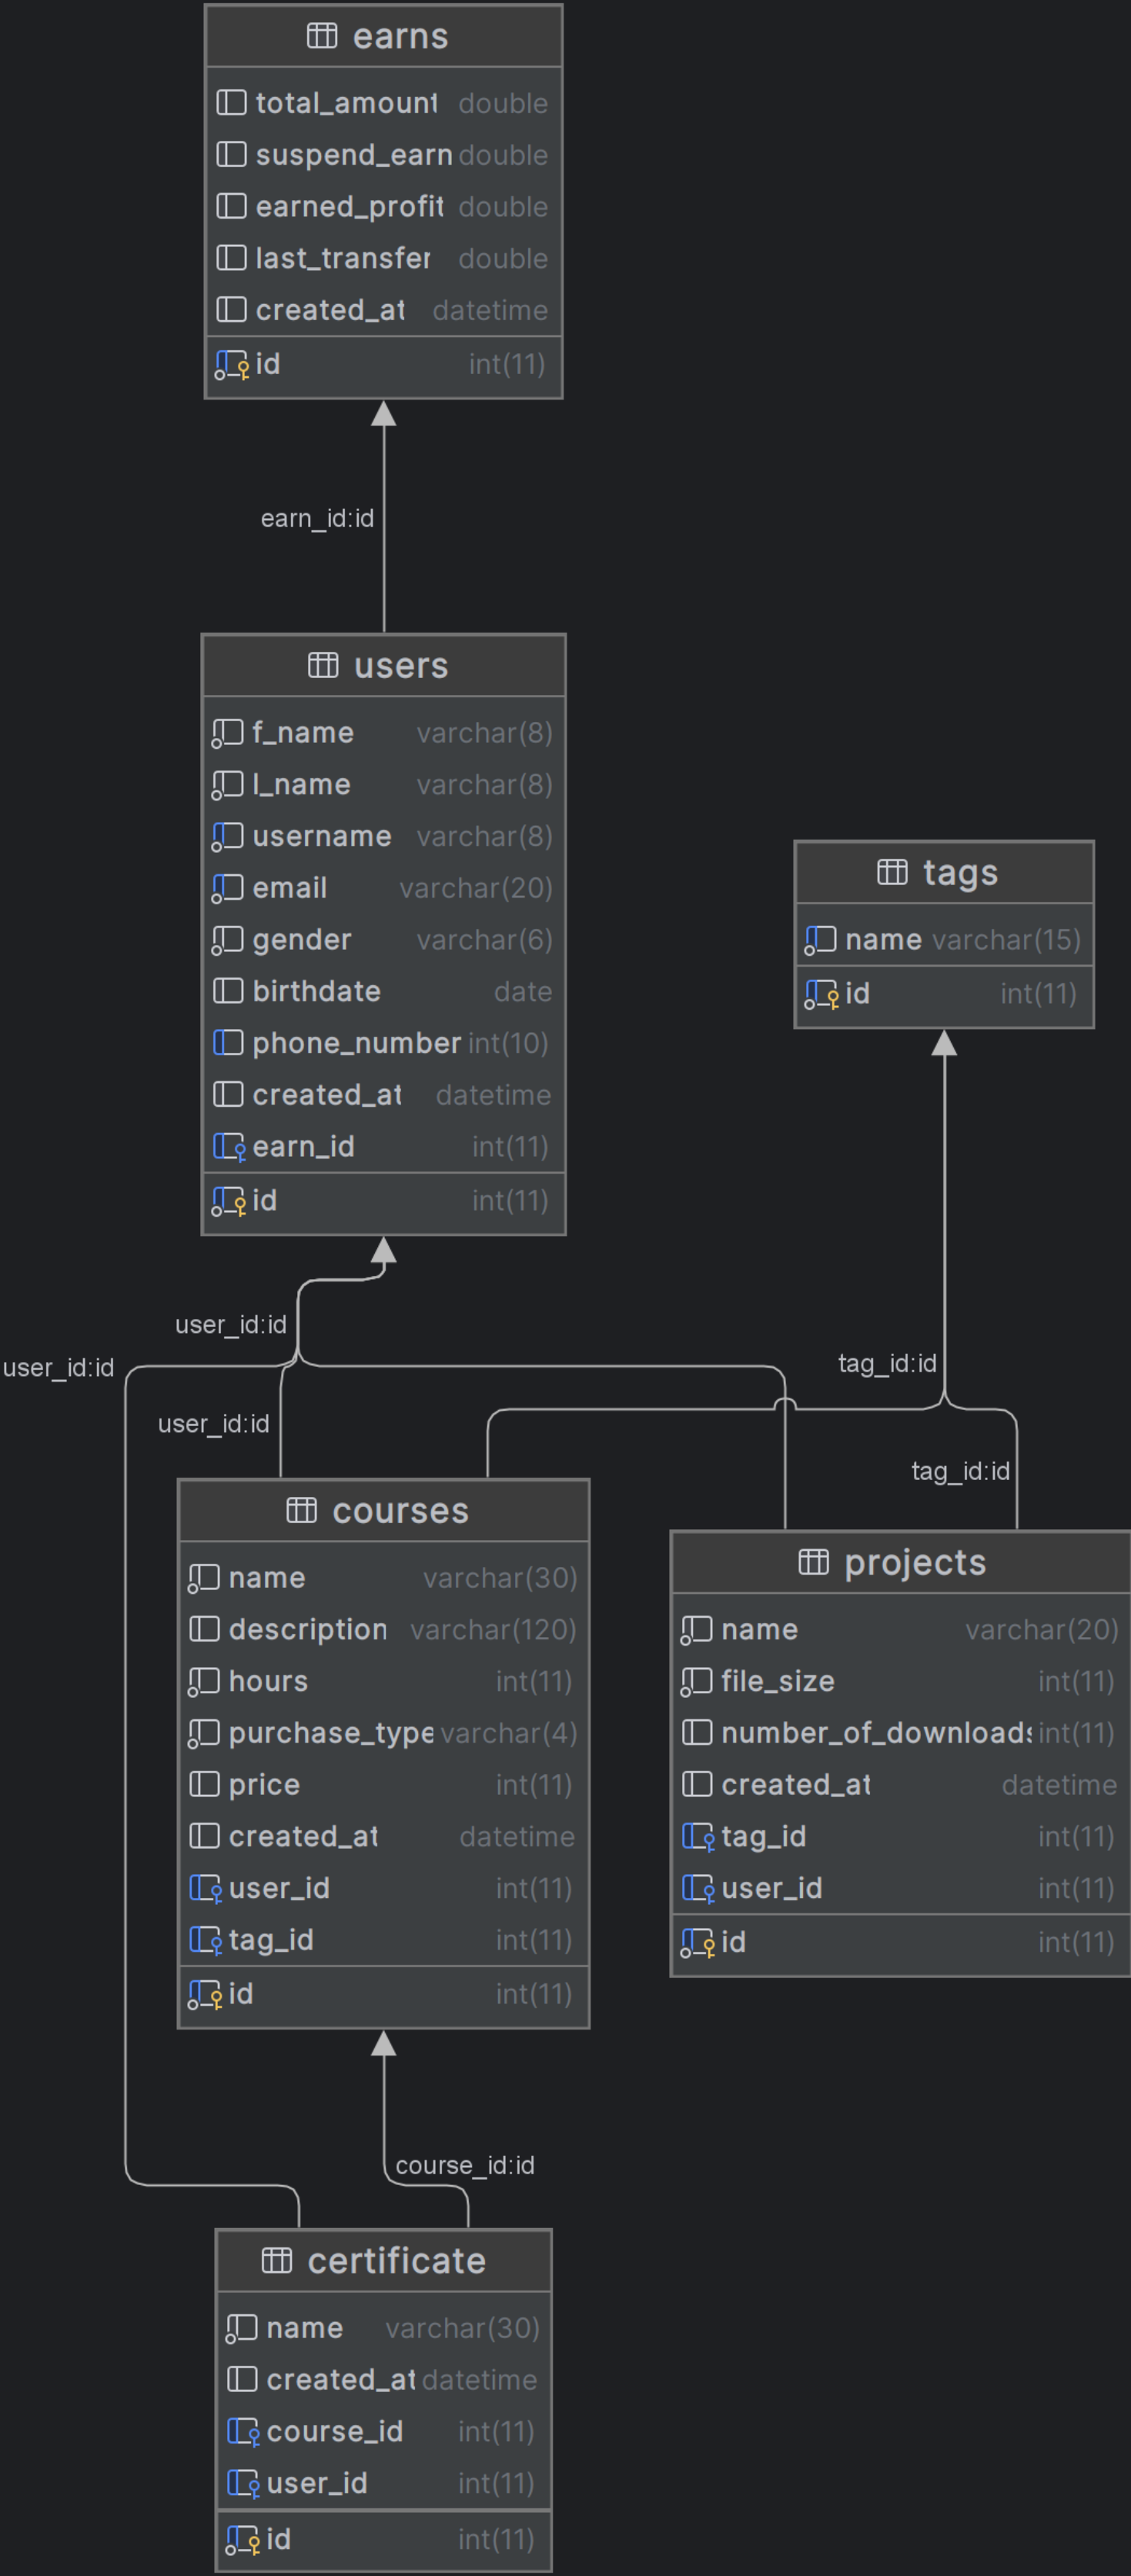 earns
total_amount double
suspend_earn double
earned_profit double
last_transfer double
created_at datetime
id int(11)
earn_id:id
users
f_name varchar(8)
l_name varchar(8)
username varchar(8)
email varchar(20)
gender varchar(6)
birthdate date
phone_number int(10)
created_at datetime
earn_id int(11)
id int(11)
tags
name varchar(15)
id int(11)
user_id:id
user_id:id
tag_id:id
user_id:id
tag_id:id
courses
name varchar(30)
description varchar(120)
hours int(11)
purchase_type varchar(4)
price int(11)
created_at datetime
user_id int(11)
tag_id int(11)
id int(11)
projects
name varchar(20)
file_size int(11)
number_of_downloads int(11)
created_at datetime
tag_id int(11)
user_id int(11)
id int(11)
course_id:id
certificate
name varchar(30)
created_at datetime
course_id int(11)
user_id int(11)
id int(11)